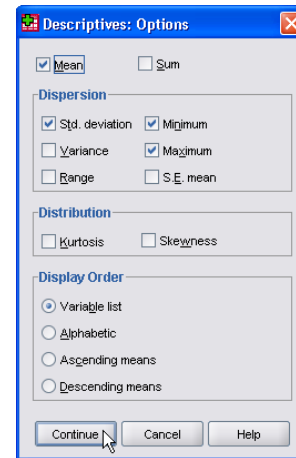 Descriptives: Options
Mean Sum
Dispersion
Std. deviation Minimum
Variance Maximum
Range S.E. mean
Distribution
Kurtosis Skewness
Display Order
Variable list
Alphabetic
Ascending means
Descending means
Continue Cancel Help